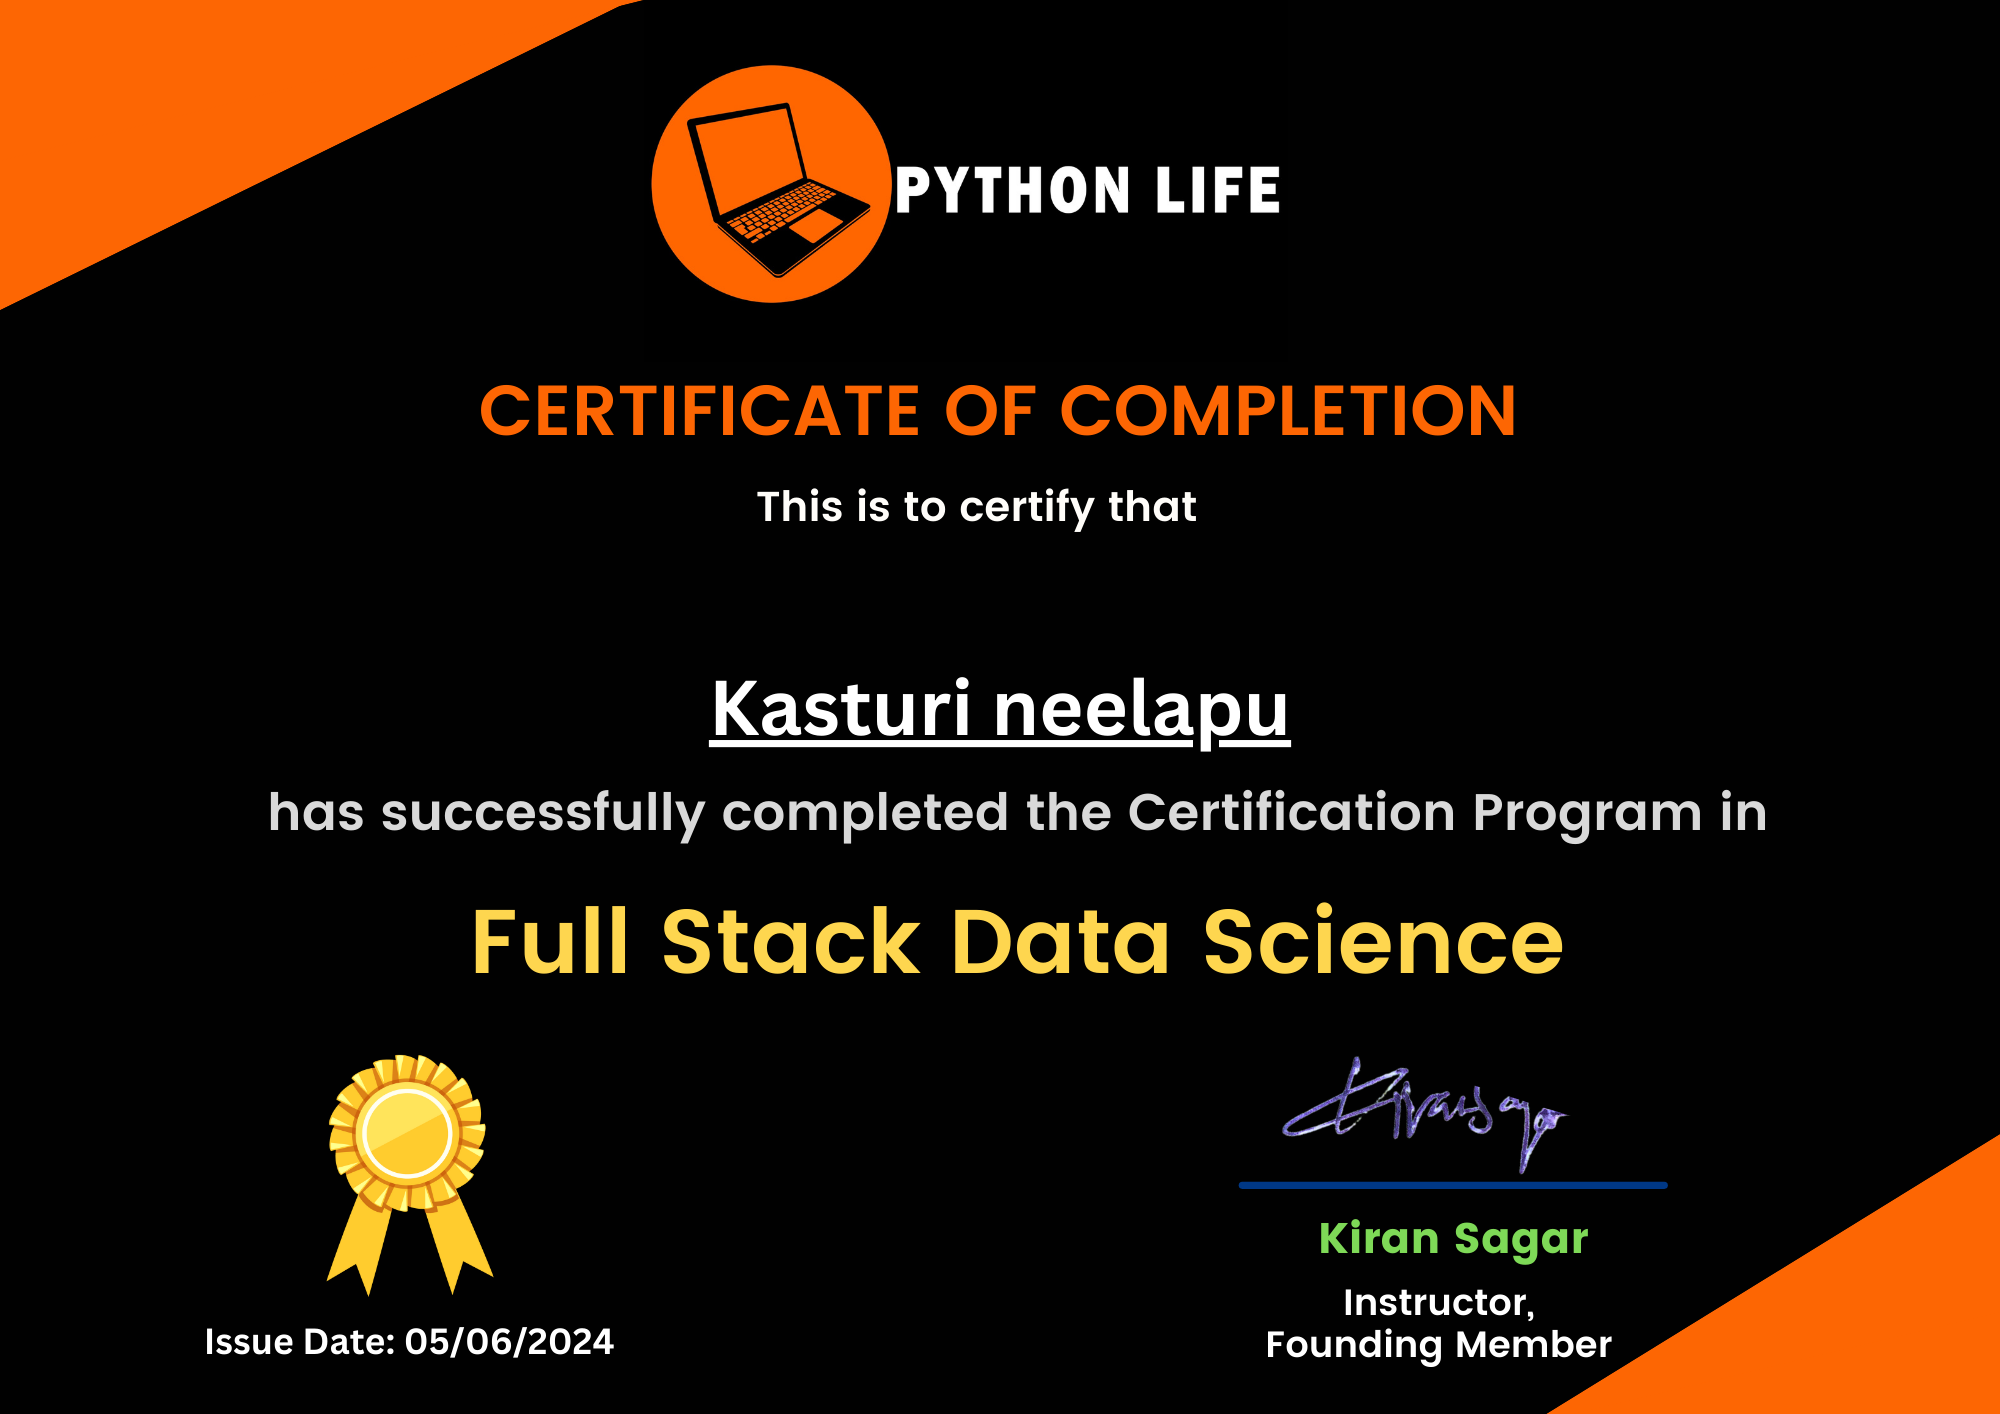 PYTHON LIFE
CERTIFICATE OF COMPLETION
This is to certify that
Kasturi neelapu
has successfully completed the Certification Program in
Full Stack Data Science
Kiran Sagar
Instructor,
Founding Member
Issue Date: 05/06/2024